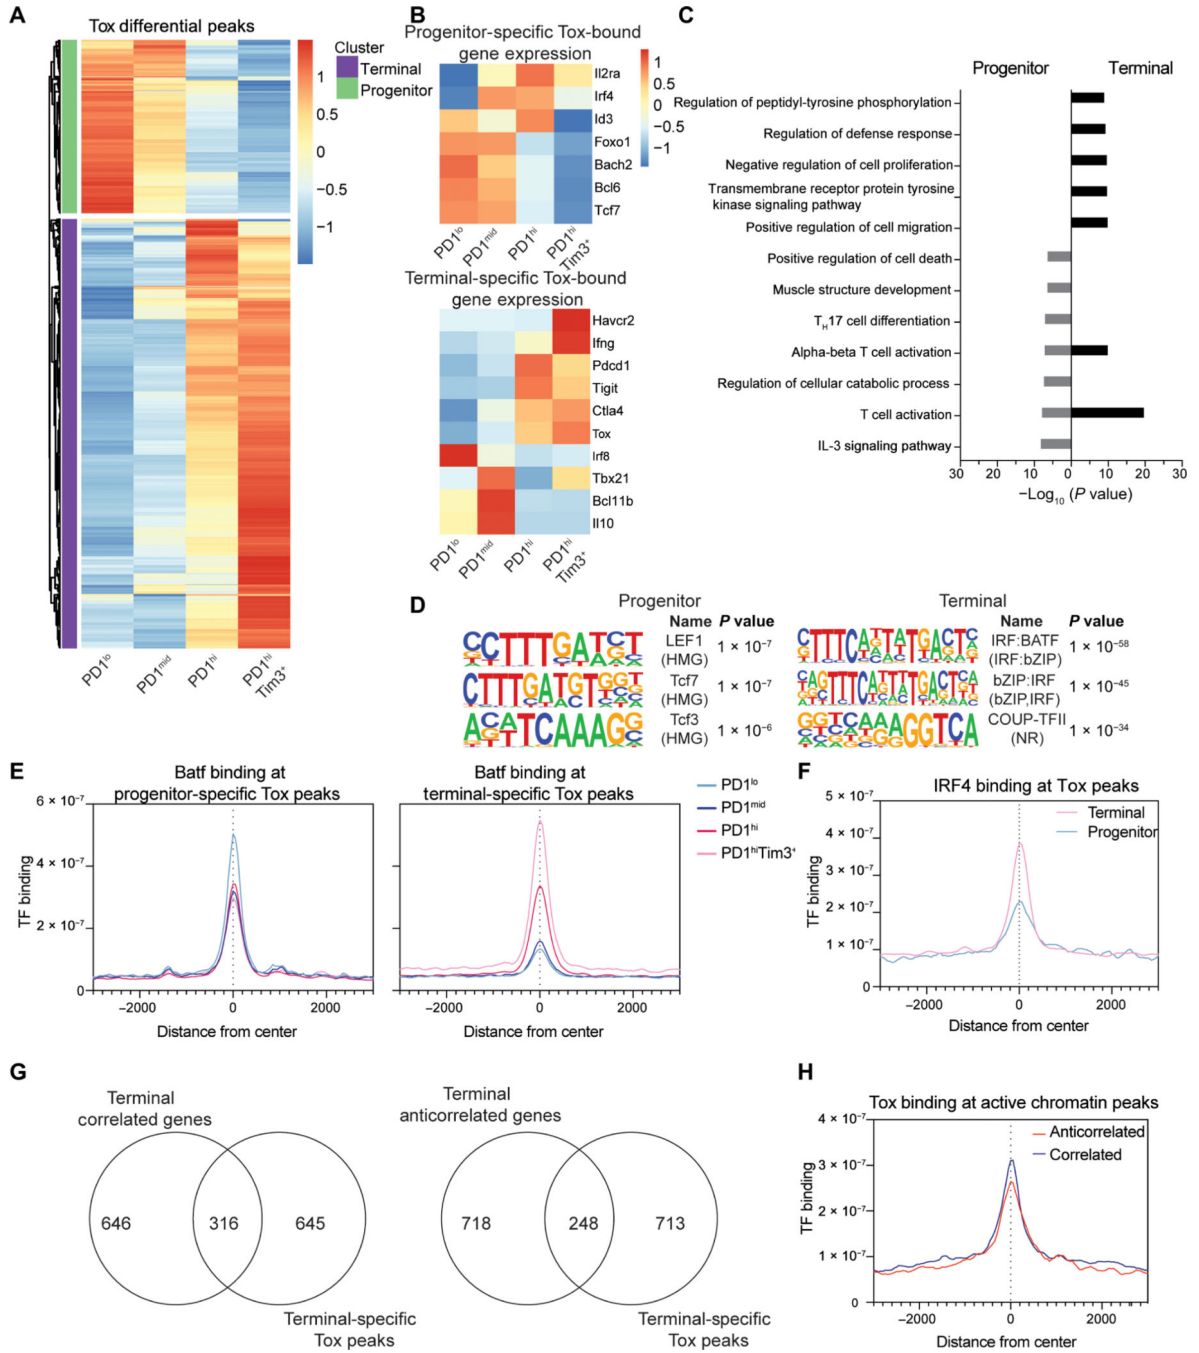 A
Tox differential peaks
Cluster
Terminal
Progenitor
1
0.5
0
−0.5
−1
PD1lo
PD1mid
PD1hi
PD1hi
Tim3+
B
Progenitor-specific Tox-bound
gene expression
Il2ra
Irf4
Id3
Foxo1
Bach2
Bcl6
Tcf7
1
0.5
0
−0.5
−1
PD1lo
PD1mid
PD1hi
PD1hi
Tim3+
Terminal-specific Tox-bound
gene expression
Havcr2
Ifng
Pdcd1
Tigit
Ctla4
Tox
Irf8
Tbx21
Bcl11b
Il10
PD1lo
PD1mid
PD1hi
PD1hi
Tim3+
C
Progenitor Terminal
Regulation of peptidyl-tyrosine phosphorylation
Regulation of defense response
Negative regulation of cell proliferation
Transmembrane receptor protein tyrosine
kinase signaling pathway
Positive regulation of cell migration
Positive regulation of cell death
Muscle structure development
TH17 cell differentiation
Alpha-beta T cell activation
Regulation of cellular catabolic process
T cell activation
IL-3 signaling pathway
30 20 10 0 10 20 30
−Log10 (P value)
D
Progenitor
Name P value
LEF1
(HMG)
1 × 10−7
Tcf7
(HMG)
1 × 10−7
Tcf3
(HMG)
1 × 10−6
Terminal
Name P value
IRF:BATF
(IRF:bZIP)
1 × 10−58
bZIP:IRF
(bZIP,IRF)
1 × 10−45
COUP-TFII
(NR)
1 × 10−34
E
Batf binding at
progenitor-specific Tox peaks
6 × 10−7
4 × 10−7
2 × 10−7
0
TF binding
−2000 0 2000
Distance from center
Batf binding at
terminal-specific Tox peaks
−2000 0 2000
Distance from center
PD1lo
PD1mid
PD1hi
PD1hiTim3+
F
IRF4 binding at Tox peaks
5 × 10−7
4 × 10−7
3 × 10−7
2 × 10−7
1 × 10−7
0
TF binding
Terminal
Progenitor
−2000 0 2000
Distance from center
G
Terminal
correlated genes
646 316 645
Terminal-specific
Tox peaks
Terminal
anticorrelated genes
718 248 713
Terminal-specific
Tox peaks
H
Tox binding at active chromatin peaks
4 × 10−7
3 × 10−7
2 × 10−7
1 × 10−7
0
TF binding
Anticorrelated
Correlated
−2000 0 2000
Distance from center